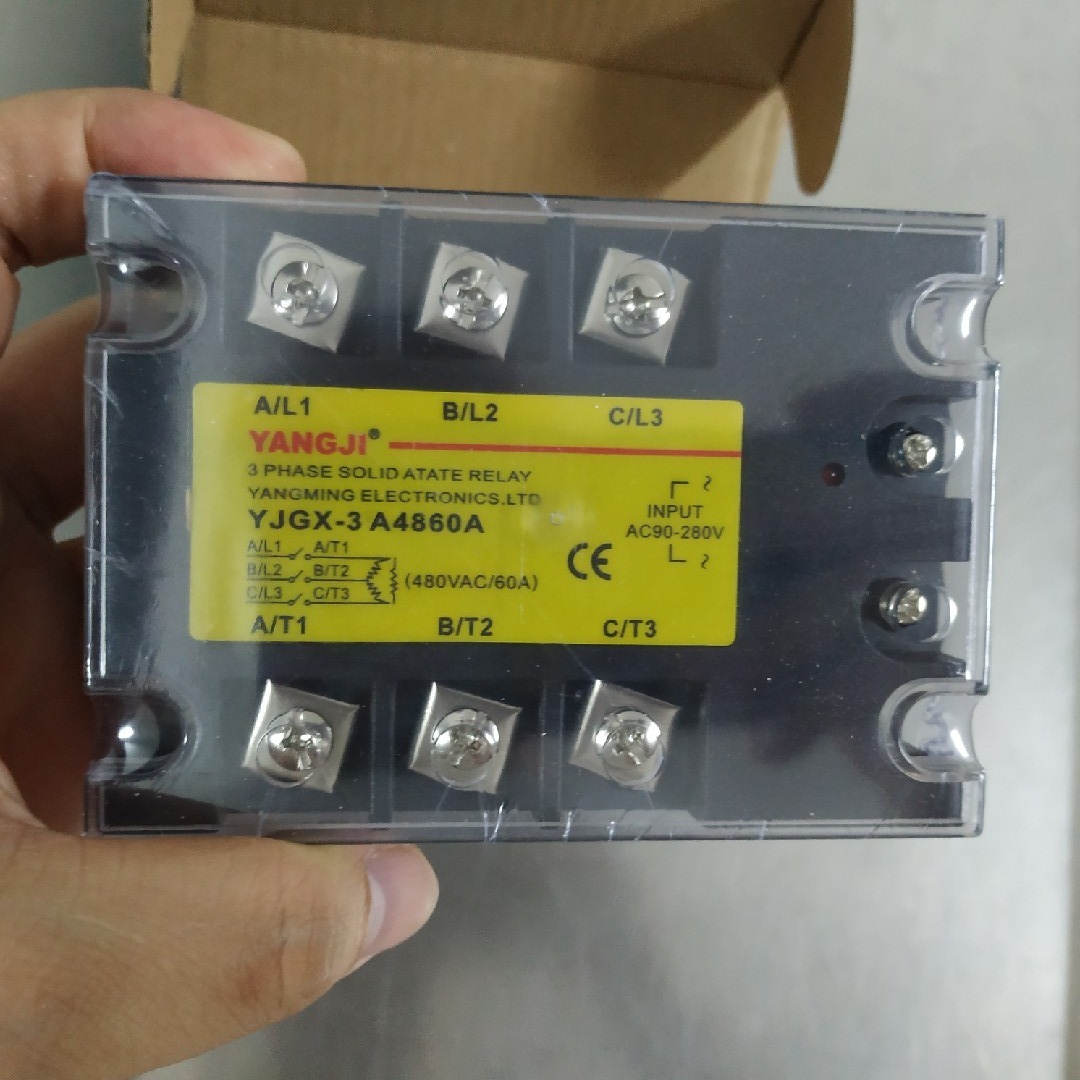 A/L1 B/L2 C/L3
YANGJI®
3 PHASE SOLID ATATE RELAY
YANGMING ELECTRONICS.LTD
YJGX-3 A4860A
A/L1 A/T1
B/L2 B/T2
C/L3 C/T3
(480VAC/60A)
CE
INPUT
AC90-280V
A/T1 B/T2 C/T3